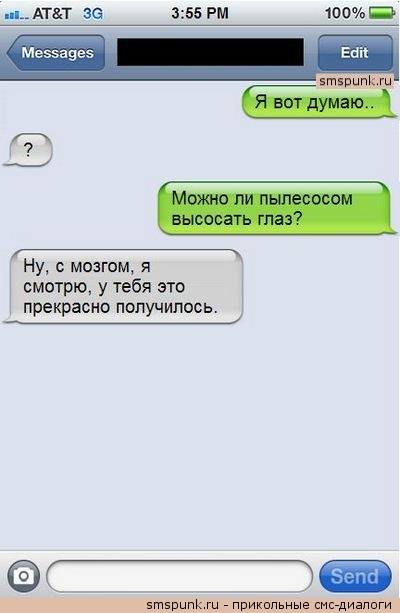 AT&T 3G 3:55 PM 100%
Messages Edit
smspunk.ru
Я вот думаю..
?
Можно ли пылесосом
высосать глаз?
Ну, с мозгом, я
смотрю, у тебя это
прекрасно получилось.
Send
smspunk.ru - прикольные смс-диалоги